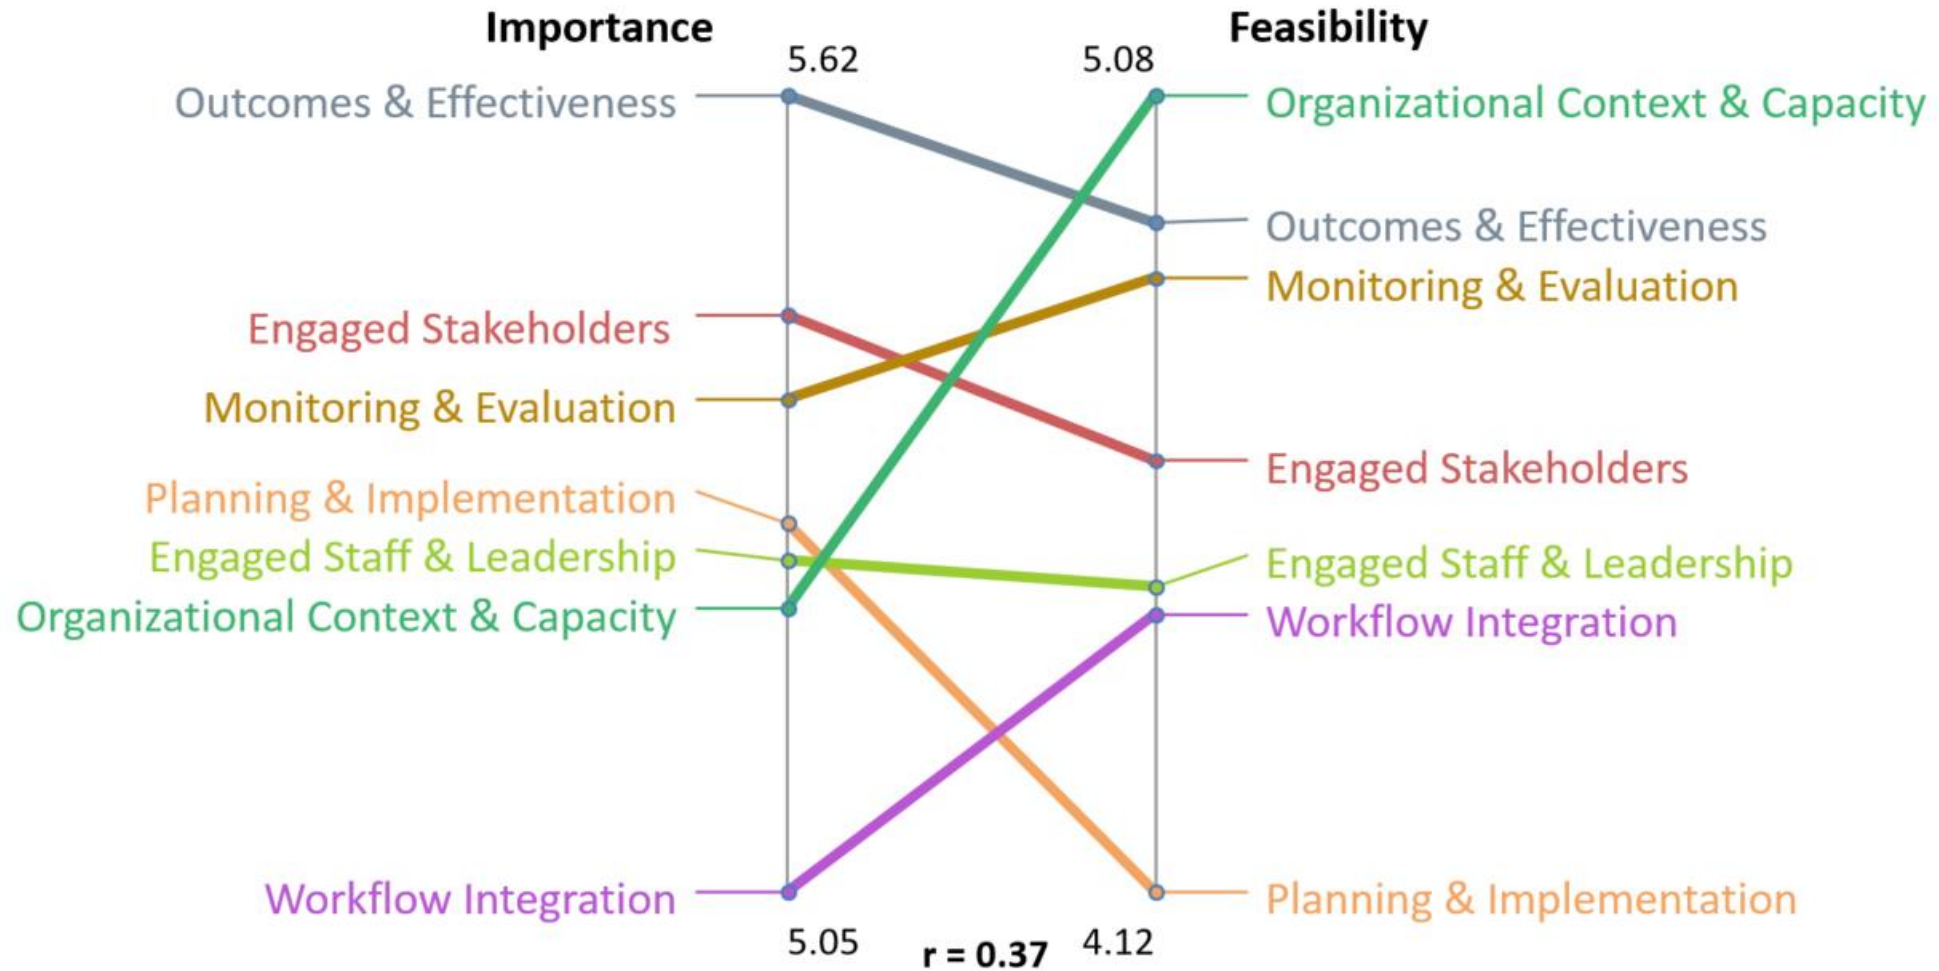 Importance
Feasibility
5.62
5.08
Outcomes & Effectiveness
Organizational Context & Capacity
Outcomes & Effectiveness
Monitoring & Evaluation
Engaged Stakeholders
Monitoring & Evaluation
Engaged Stakeholders
Planning & Implementation
Engaged Staff & Leadership
Engaged Staff & Leadership
Organizational Context & Capacity
Workflow Integration
Workflow Integration
Planning & Implementation
5.05
r = 0.37
4.12